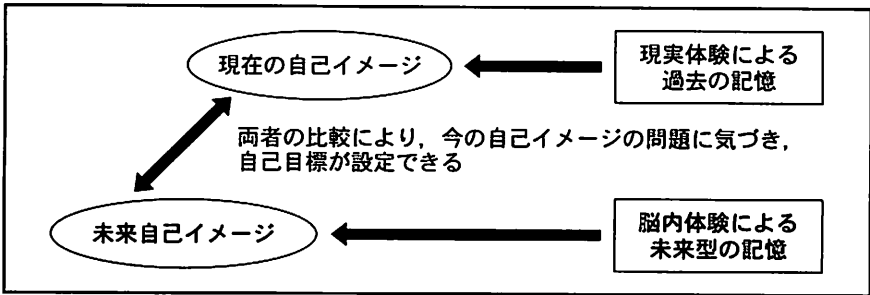 現在の自己イメージ
現実体験による
過去の記憶
両者の比較により，今の自己イメージの問題に気づき，
自己目標が設定できる
未来自己イメージ
脳内体験による
未来型の記憶